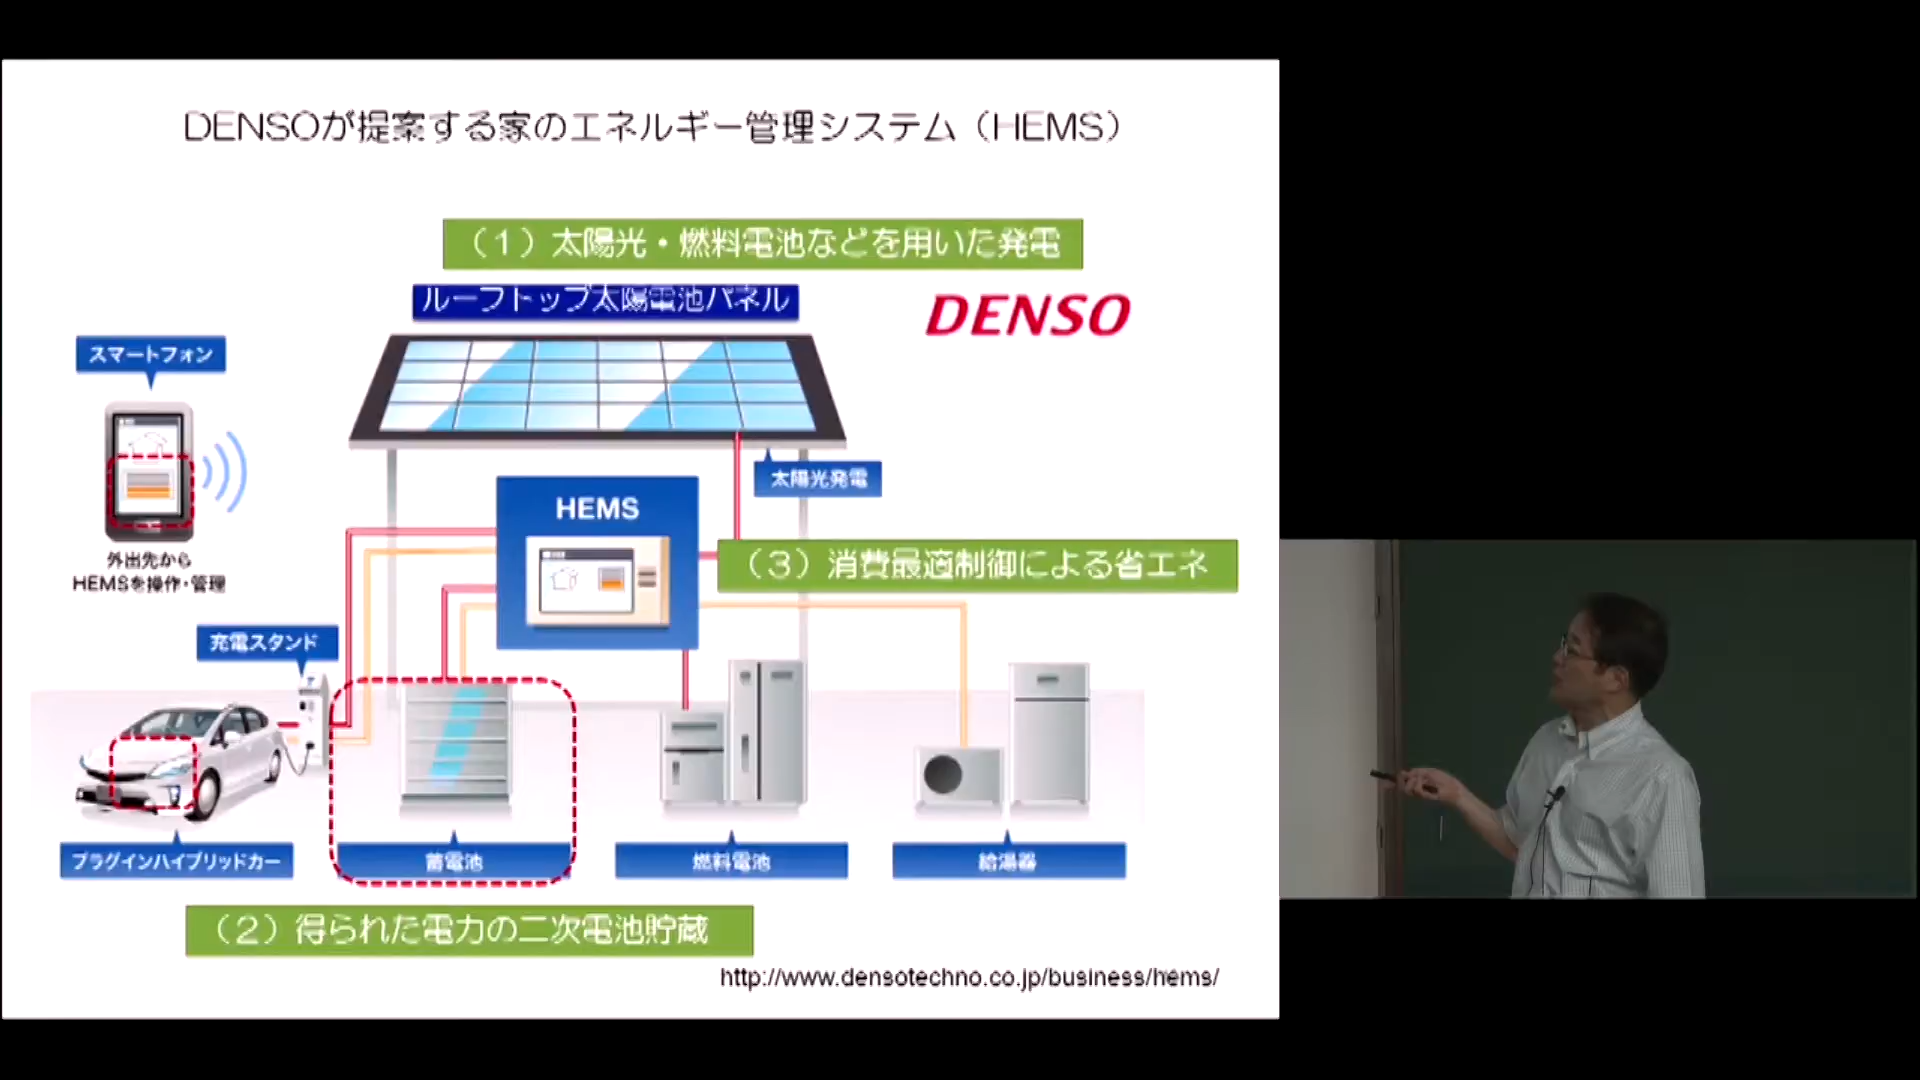 DENSOが提案する家のエネルギー管理システム（HEMS）
（1）太陽光・燃料電池などを用いた発電
ルーフトップ太陽電池パネル
DENSO
スマートフォン
太陽光発電
HEMS
外出先から
HEMSを操作・管理
（3）消費最適制御による省エネ
充電スタンド
プラグインハイブリッドカー
蓄電池
燃料電池
給湯器
（2）得られた電力の二次電池貯蔵
http://www.densotechno.co.jp/business/hems/